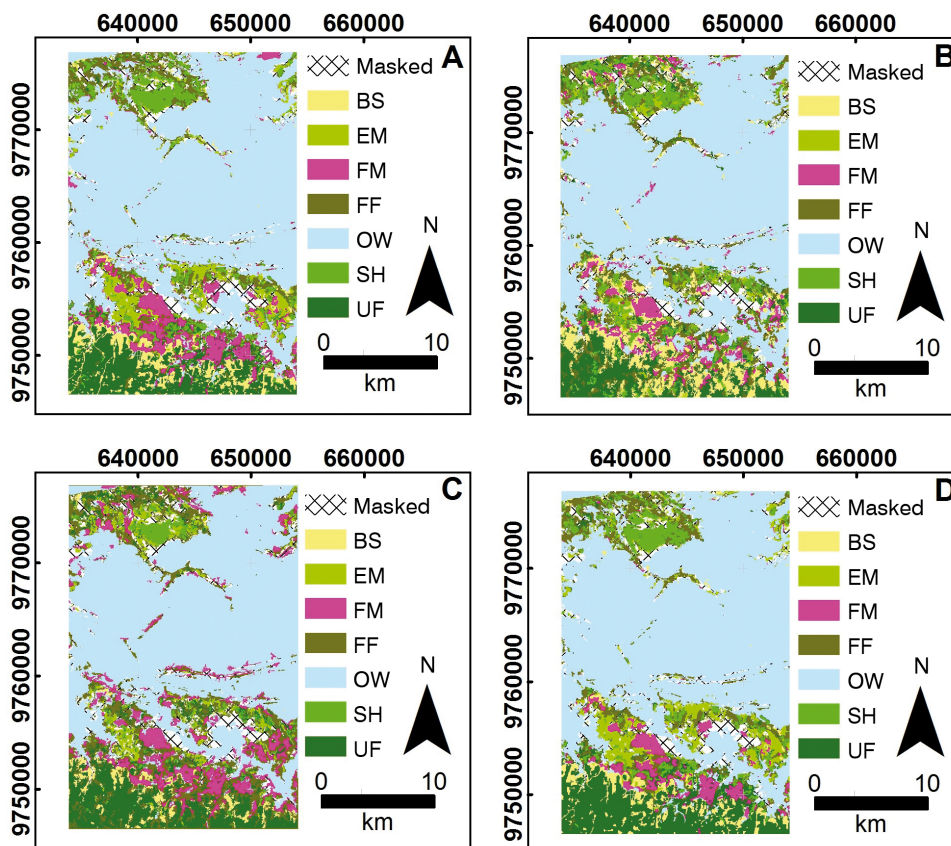 640000 650000 660000
A
Masked
BS
EM
FM
FF
OW
SH
UF
N
0 10
km
9770000
9760000
9750000
640000 650000 660000
B
Masked
BS
EM
FM
FF
OW
SH
UF
N
0 10
km
9770000
9760000
9750000
640000 650000 660000
C
Masked
BS
EM
FM
FF
OW
SH
UF
N
0 10
km
9770000
9760000
9750000
640000 650000 660000
D
Masked
BS
EM
FM
FF
OW
SH
UF
N
0 10
km
9770000
9760000
9750000